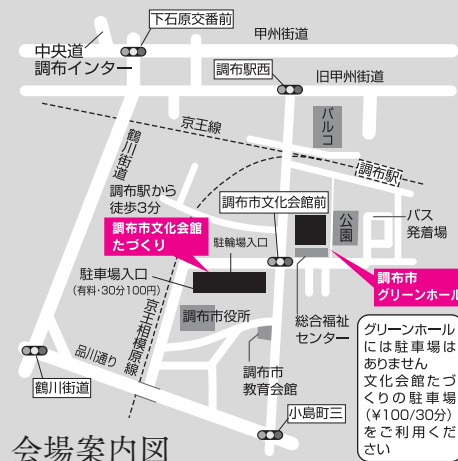 下石原交番前
甲州街道
中央道
調布インター
調布駅西
旧甲州街道
パルコ
京王線
鶴川街道
調布駅
調布駅から
徒歩3分
調布市文化会館前
公園
バス
発着場
調布市文化会館
たづくり
駐輪場入口
駐車場入口
(有料・30分100円)
調布市
グリーンホール
調布市役所
総合福祉
センター
京王相模原線
品川通り
調布市
教育会館
鶴川街道
小島町三
グリーンホール
には駐車場は
ありません
文化会館たづ
くりの駐車場
(¥100/30分)
をご利用くだ
さい
会場案内図